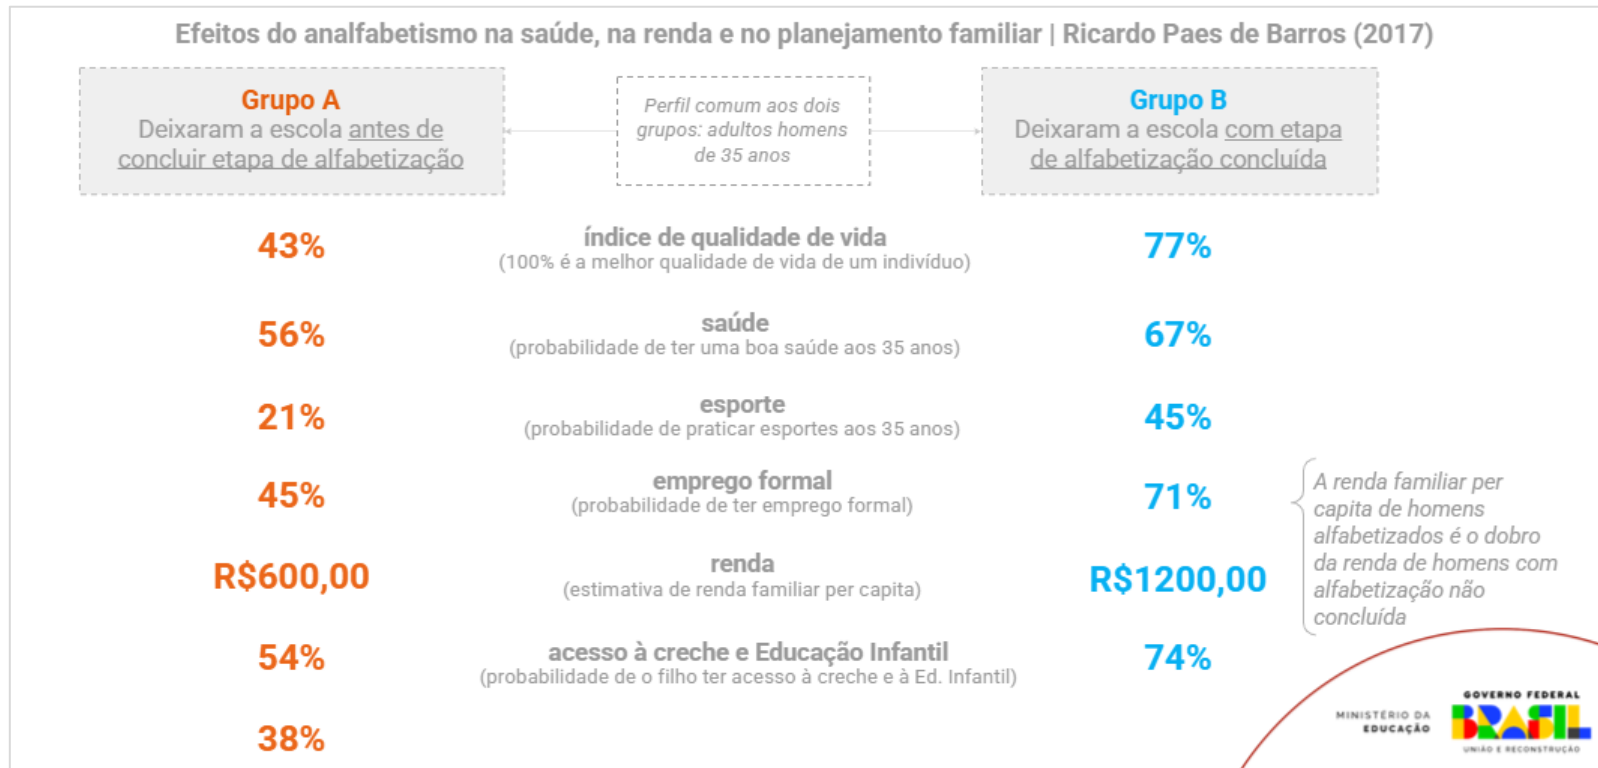 Efeitos do analfabetismo na saúde, na renda e no planejamento familiar | Ricardo Paes de Barros (2017)
Grupo A
Deixaram a escola antes de
concluir etapa de alfabetização
Perfil comum aos dois
grupos: adultos homens
de 35 anos
Grupo B
Deixaram a escola com etapa
de alfabetização concluída
43%
índice de qualidade de vida
(100% é a melhor qualidade de vida de um indivíduo)
77%
56%
saúde
(probabilidade de ter uma boa saúde aos 35 anos)
67%
21%
esporte
(probabilidade de praticar esportes aos 35 anos)
45%
45%
emprego formal
(probabilidade de ter emprego formal)
71%
R$600,00
renda
(estimativa de renda familiar per capita)
R$1200,00
A renda familiar per
capita de homens
alfabetizados é o dobro
da renda de homens com
alfabetização não
concluída
54%
acesso à creche e Educação Infantil
(probabilidade de o filho ter acesso à creche e à Ed. Infantil)
74%
38%
MINISTÉRIO DA
EDUCAÇÃO
GOVERNO FEDERAL
BRASIL
UNIÃO E RECONSTRUÇÃO